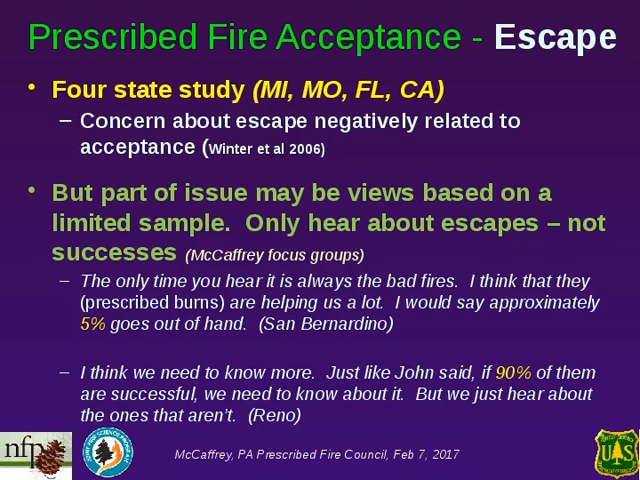 Prescribed Fire Acceptance - Escape
• Four state study (MI, MO, FL, CA)
– Concern about escape negatively related to
acceptance (Winter et al 2006)
• But part of issue may be views based on a
limited sample.  Only hear about escapes – not
successes (McCaffrey focus groups)
– The only time you hear it is always the bad fires.  I think that they
(prescribed burns) are helping us a lot.  I would say approximately
5% goes out of hand.  (San Bernardino)
– I think we need to know more.  Just like John said, if 90% of them
are successful, we need to know about it.  But we just hear about
the ones that aren't.  (Reno)
nfp
JOINT FIRE SCIENCE PROGRAM
McCaffrey, PA Prescribed Fire Council, Feb 7, 2017
U S